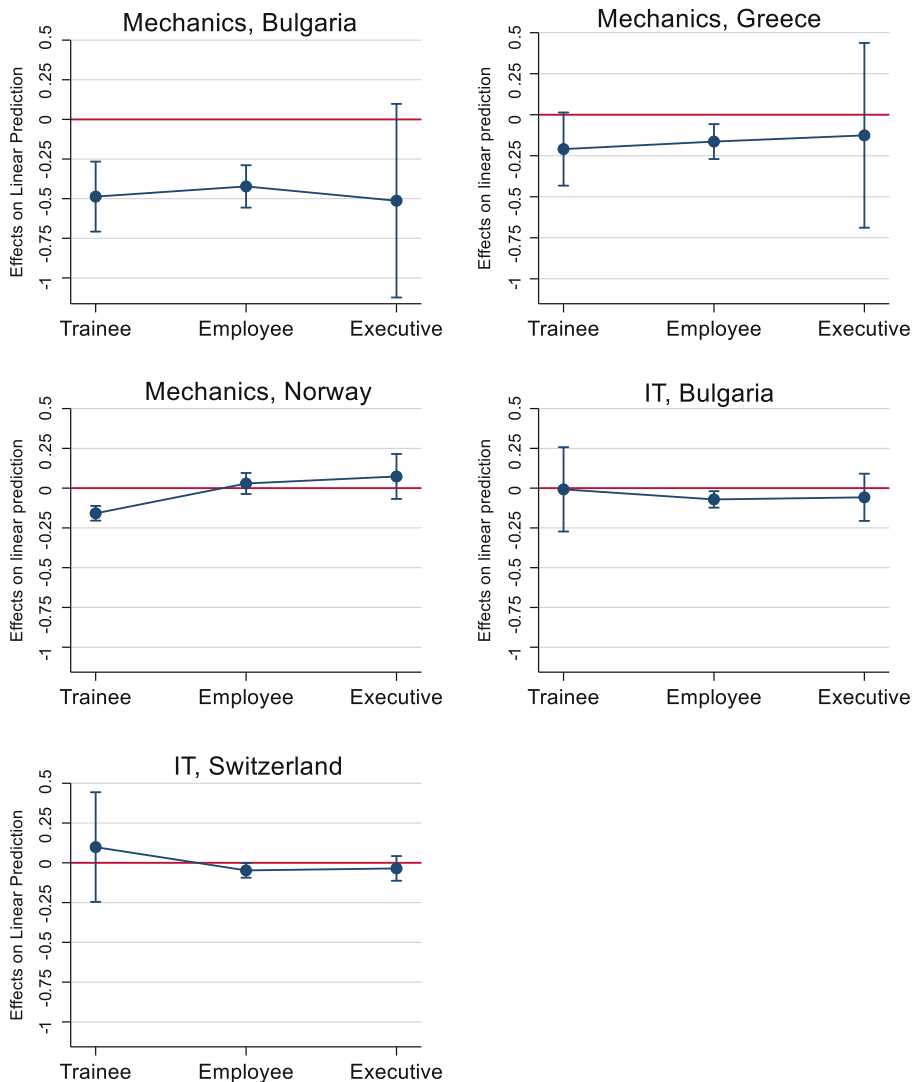 Mechanics, Bulgaria
Effects on Linear Prediction
0.5
0.25
0
-0.25
-0.5
-0.75
-1
Trainee Employee Executive
Mechanics, Greece
Effects on linear prediction
0.5
0.25
0
-0.25
-0.5
-0.75
-1
Trainee Employee Executive
Mechanics, Norway
Effects on linear prediction
0.5
0.25
0
-0.25
-0.5
-0.75
-1
Trainee Employee Executive
IT, Bulgaria
Effects on linear prediction
0.5
0.25
0
-0.25
-0.5
-0.75
-1
Trainee Employee Executive
IT, Switzerland
Effects on Linear Prediction
0.5
0.25
0
-0.25
-0.5
-0.75
-1
Trainee Employee Executive